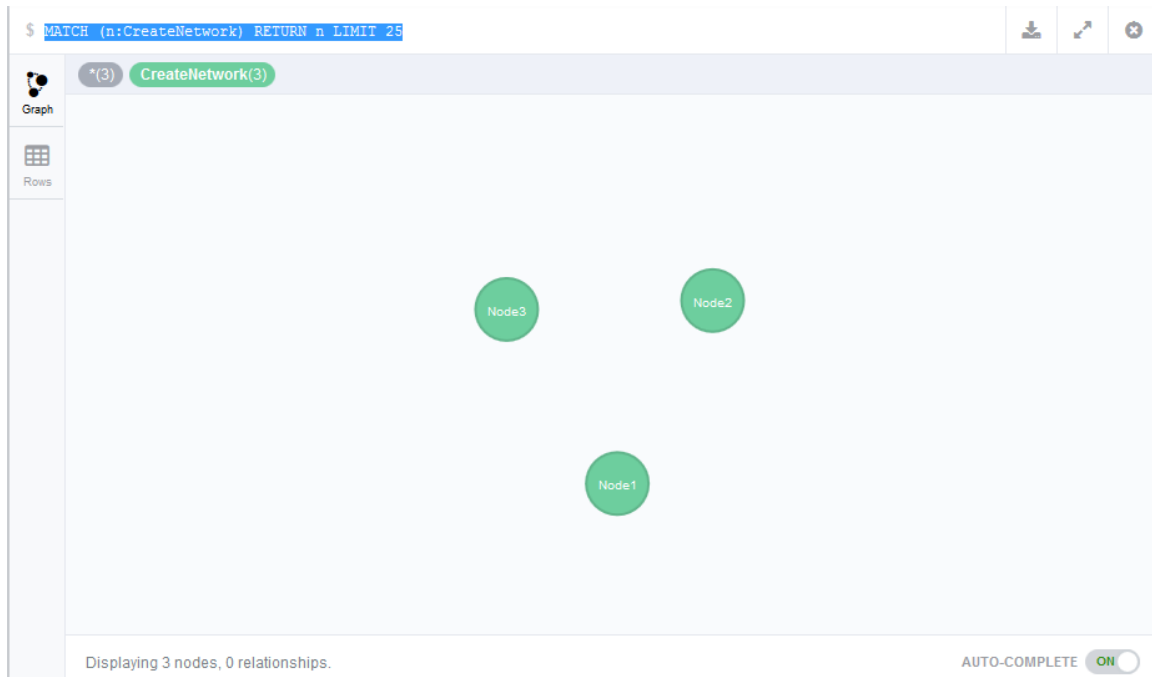 $ MATCH (n:CreateNetwork) RETURN n LIMIT 25
*(3) CreateNetwork(3)
Graph
Rows
Node3
Node2
Node1
Displaying 3 nodes, 0 relationships.
AUTO-COMPLETE ON